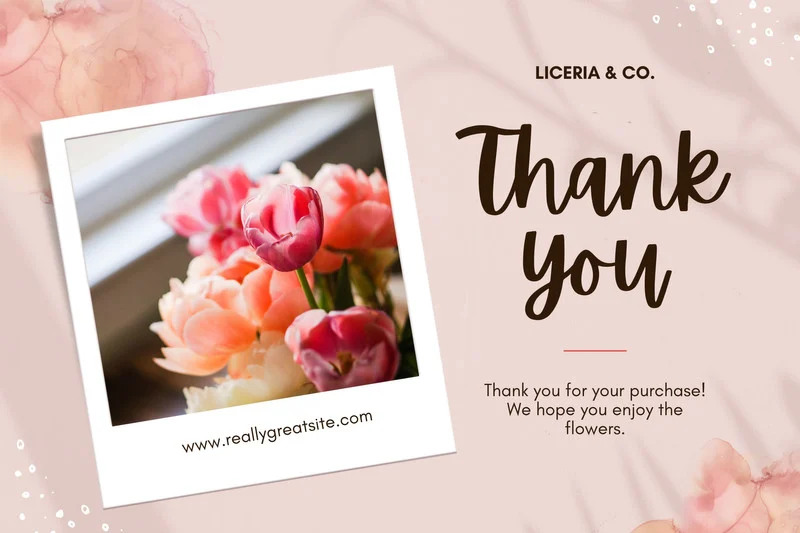 LICERIA & CO.
Thank
you
www.reallygreatsite.com
Thank you for your purchase!
We hope you enjoy the
flowers.